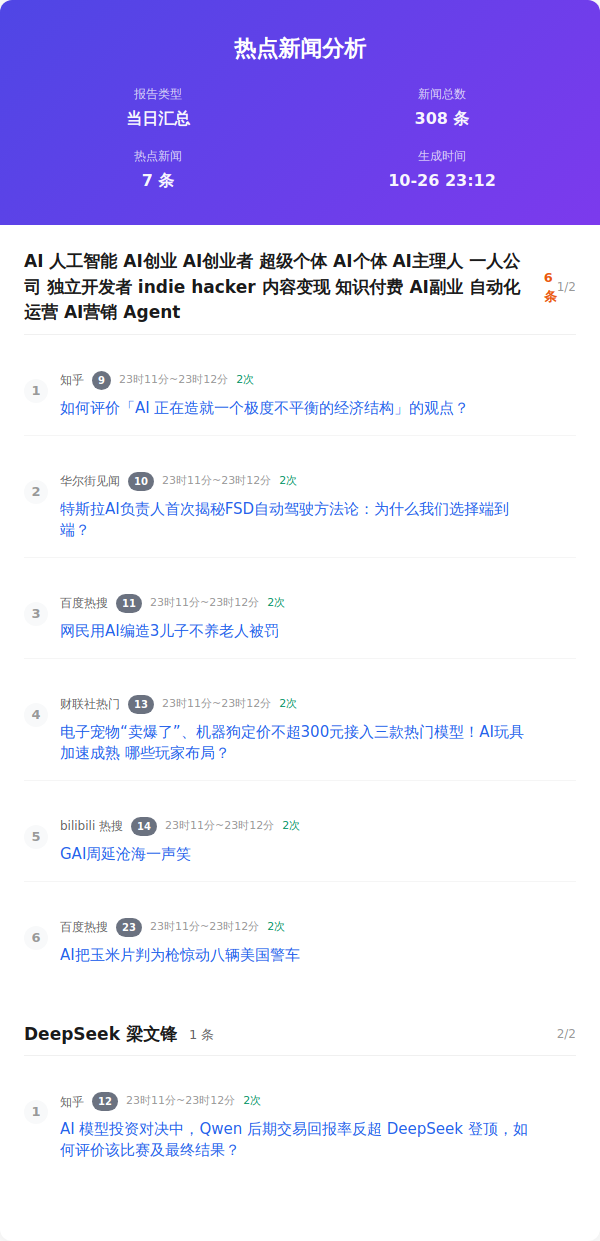 热点新闻分析
报告类型
当日汇总
新闻总数
308 条
热点新闻
7 条
生成时间
10-26 23:12
AI 人工智能 AI创业 AI创业者 超级个体 AI个体 AI主理人 一人公
司 独立开发者 indie hacker 内容变现 知识付费 AI副业 自动化
运营 AI营销 Agent
6
条
1/2
1
知乎 9 23时11分~23时12分 2次
如何评价「AI 正在造就一个极度不平衡的经济结构」的观点？
2
华尔街见闻 10 23时11分~23时12分 2次
特斯拉AI负责人首次揭秘FSD自动驾驶方法论：为什么我们选择端到
端？
3
百度热搜 11 23时11分~23时12分 2次
网民用AI编造3儿子不养老人被罚
4
财联社热门 13 23时11分~23时12分 2次
电子宠物“卖爆了”、机器狗定价不超300元接入三款热门模型！AI玩具
加速成熟 哪些玩家布局？
5
bilibili 热搜 14 23时11分~23时12分 2次
GAI周延沧海一声笑
6
百度热搜 23 23时11分~23时12分 2次
AI把玉米片判为枪惊动八辆美国警车
DeepSeek 梁文锋 1 条 2/2
1
知乎 12 23时11分~23时12分 2次
AI 模型投资对决中，Qwen 后期交易回报率反超 DeepSeek 登顶，如
何评价该比赛及最终结果？